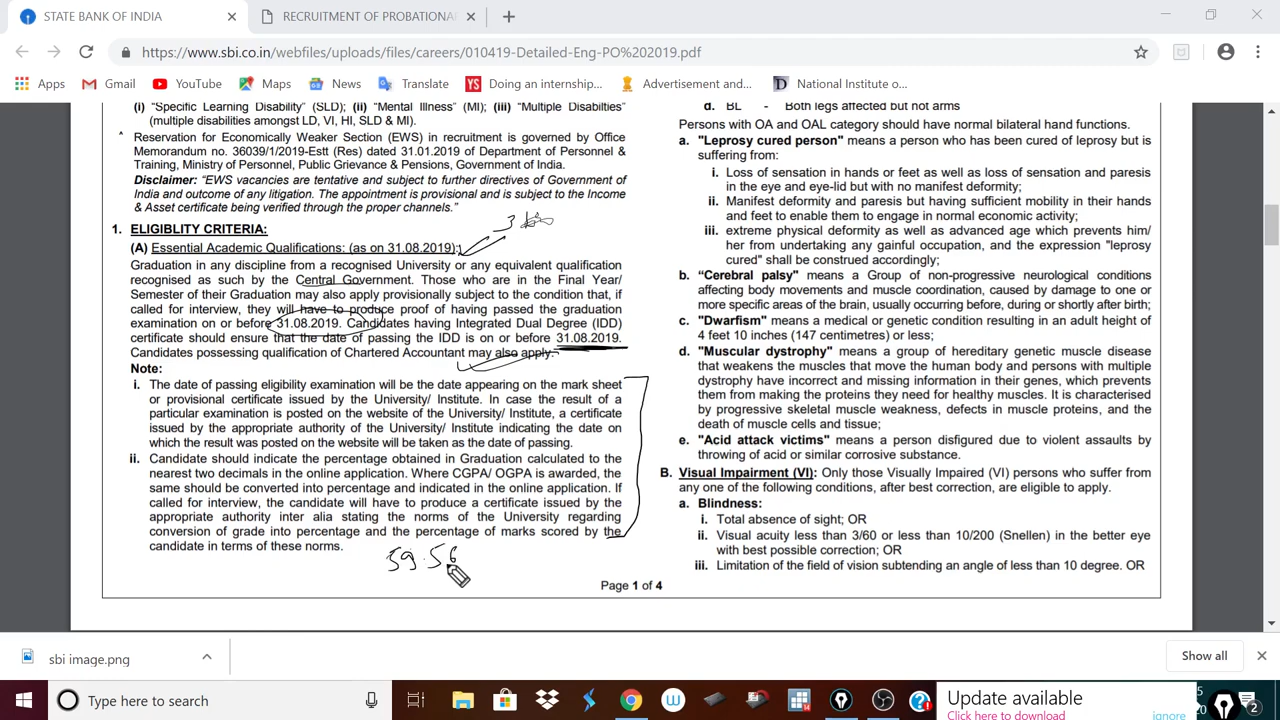 STATE BANK OF INDIA
RECRUITMENT OF PROBATIONA
https://www.sbi.co.in/webfiles/uploads/files/careers/010419-Detailed-Eng-PO%202019.pdf
Apps
Gmail
YouTube
Maps
News
Translate
Doing an internship...
Advertisement and...
National Institute o...
(i) "Specific Learning Disability" (SLD); (ii) "Mental Illness" (MI); (iii) "Multiple Disabilties"
(multiple disabilities amongst LD, VI, HI, SLD & MI).
Reservation for Economically Weaker Section (EWS) in recruitment is governed by Office
Memorandum no. 36039/1/2019-Estt (Res) dated 31.01.2019 of Department of Personnel &
Training, Ministry of Personnel, Public Grievance & Pensions, Government of India.
Disclaimer: "EWS vacancies are tentative and subject to further directives of Government of
India and outcome of any litigation. The appointment is provisional and is subject to the Income
& Asset certificate being verified through the proper channels."
3
1. ELIGIBLITY CRITERIA:
(A) Essential Academic Qualifications: (as on 31.08.2019):
Graduation in any discipline from a recognised University or any equivalent qualification
recognised as such by the Central Government. Those who are in the Final Year/
Semester of their Graduation may also apply provisionally subject to the condition that, if
called for interview, they will have to produce proof of having passed the graduation
examination on or before 31.08.2019. Candidates having Integrated Dual Degree (IDD)
certificate should ensure that the date of passing the IDD is on or before 31.08.2019.
Candidates possessing qualification of Chartered Accountant may also apply.
Note:
i. The date of passing eligibility examination will be the date appearing on the mark sheet
or provisional certificate issued by the University/ Institute. In case the result of a
particular examination is posted on the website of the University/ Institute, a certificate
issued by the appropriate authority of the University/ Institute indicating the date on
which the result was posted on the website will be taken as the date of passing.
ii. Candidate should indicate the percentage obtained in Graduation calculated to the
nearest two decimals in the online application. Where CGPA/ OGPA is awarded, the
same should be converted into percentage and indicated in the online application. If
called for interview, the candidate will have to produce a certificate issued by the
appropriate authority inter alia stating the norms of the University regarding
conversion of grade into percentage and the percentage of marks scored by the
candidate in terms of these norms.
59.56
d. BL - Both legs affected but not arms
Persons with OA and OAL category should have normal bilateral hand functions.
a. "Leprosy cured person" means a person who has been cured of leprosy but is
suffering from:
i. Loss of sensation in hands or feet as well as loss of sensation and paresis
in the eye and eye-lid but with no manifest deformity;
ii. Manifest deformity and paresis but having sufficient mobility in their hands
and feet to enable them to engage in normal economic activity;
iii. extreme physical deformity as well as advanced age which prevents him/
her from undertaking any gainful occupation, and the expression "leprosy
cured" shall be construed accordingly;
b. "Cerebral palsy" means a Group of non-progressive neurological conditions
affecting body movements and muscle coordination, caused by damage to one or
more specific areas of the brain, usually occurring before, during or shortly after birth;
c. "Dwarfism" means a medical or genetic condition resulting in an adult height of
4 feet 10 inches (147 centimetres) or less;
d. "Muscular dystrophy" means a group of hereditary genetic muscle disease
that weakens the muscles that move the human body and persons with multiple
dystrophy have incorrect and missing information in their genes, which prevents
them from making the proteins they need for healthy muscles. It is characterised
by progressive skeletal muscle weakness, defects in muscle proteins, and the
death of muscle cells and tissue;
e. "Acid attack victims" means a person disfigured due to violent assaults by
throwing of acid or similar corrosive substance.
B. Visual Impairment (VI): Only those Visually Impaired (VI) persons who suffer from
any one of the following conditions, after best correction, are eligible to apply.
a. Blindness:
i. Total absence of sight; OR
ii. Visual acuity less than 3/60 or less than 10/200 (Snellen) in the better eye
with best possible correction; OR
iii. Limitation of the field of vision subtending an angle of less than 10 degree. OR
Page 1 of 4
sbi image.png
Show all
Type here to search
Update available
Click here to download
ignore
2